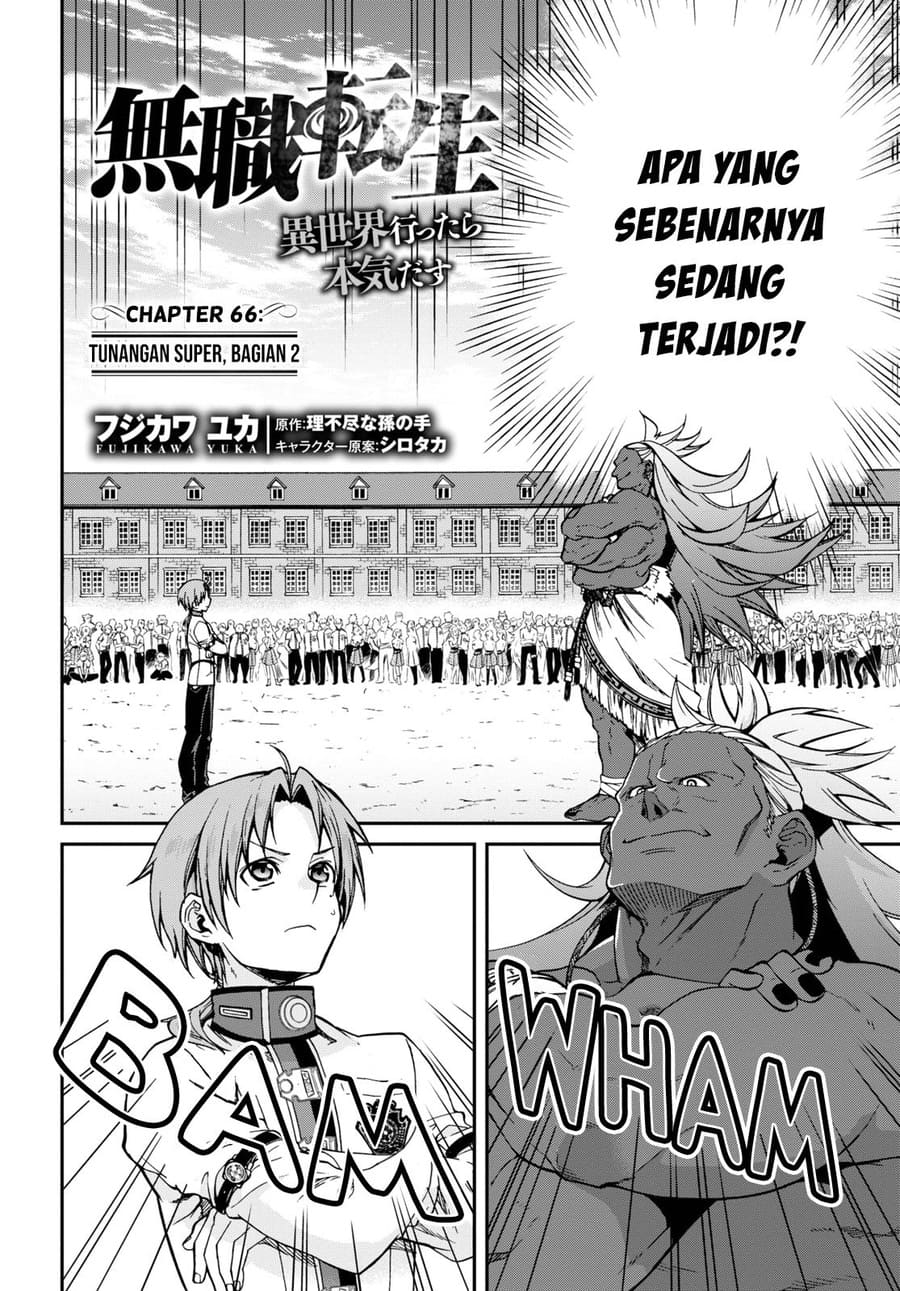 無職転生
異世界行ったら
本気だす
CHAPTER 66:
TUNANGAN SUPER, BAGIAN 2
フジカワ ユカ
FUJIKAWA YUKA
原作:理不尽な孫の手
キャラクター原案:シロタカ
APA YANG
SEBENARNYA
SEDANG
TERJADI?!
BAM
WHAM